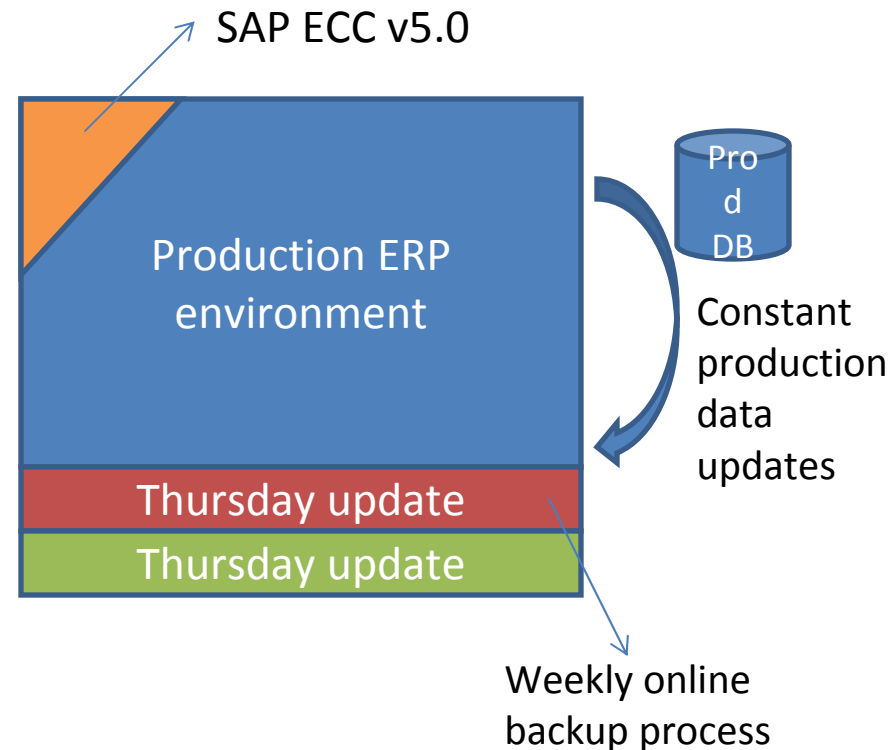 SAP ECC v5.0
Pro
d
DB
Production ERP
environment
Constant
production
data
updates
Thursday update
Thursday update
Weekly online
backup process